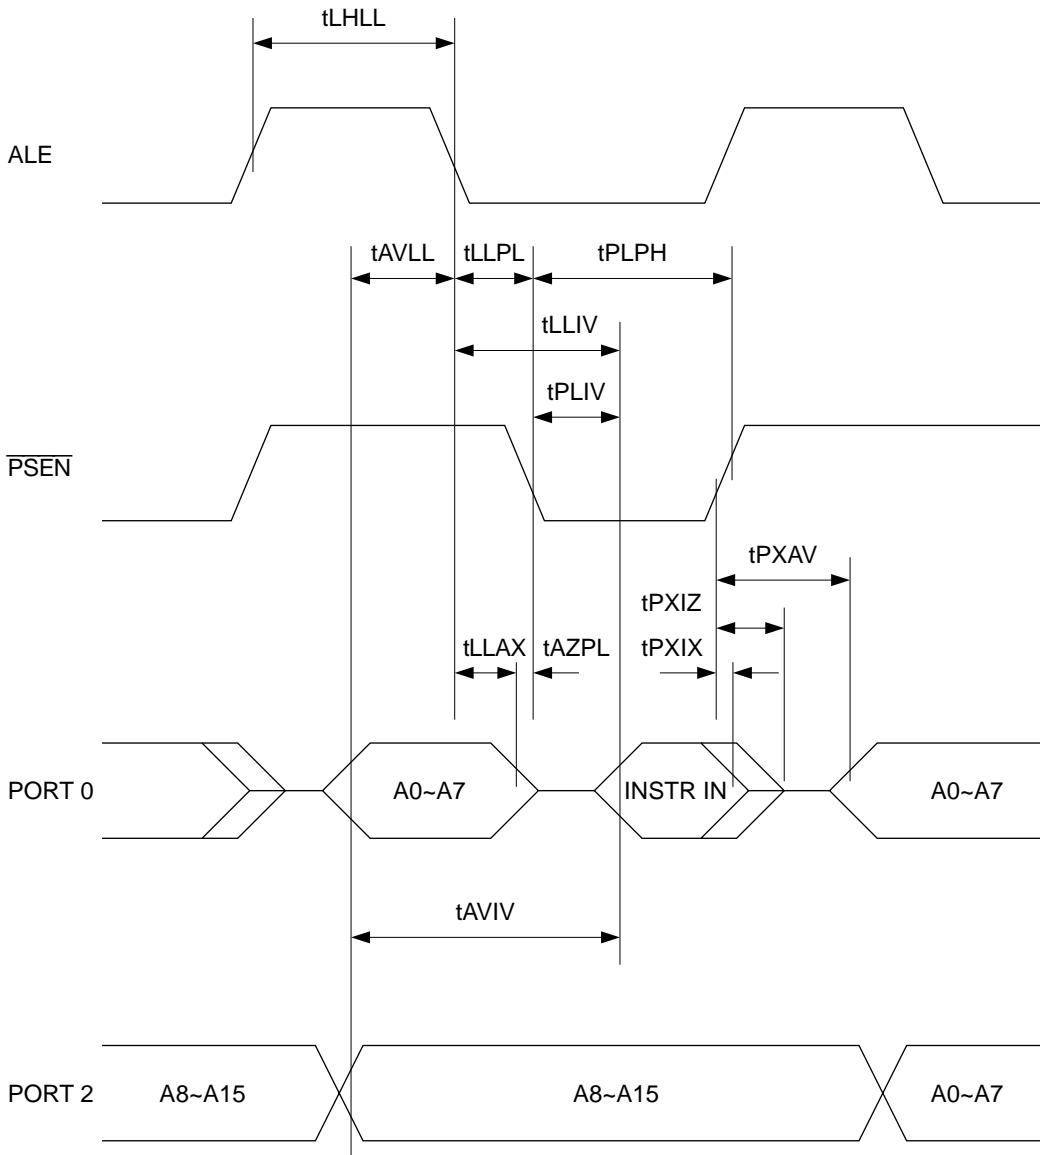 tLHLL
ALE
tAVLL tLLPL tPLPH
tLLIV
tPLIV
PSEN
tPXAV
tPXIZ
tLLAX tAZPL tPXIX
PORT 0 A0~A7 INSTR IN A0~A7
tAVIV
PORT 2 A8~A15 A8~A15 A0~A7